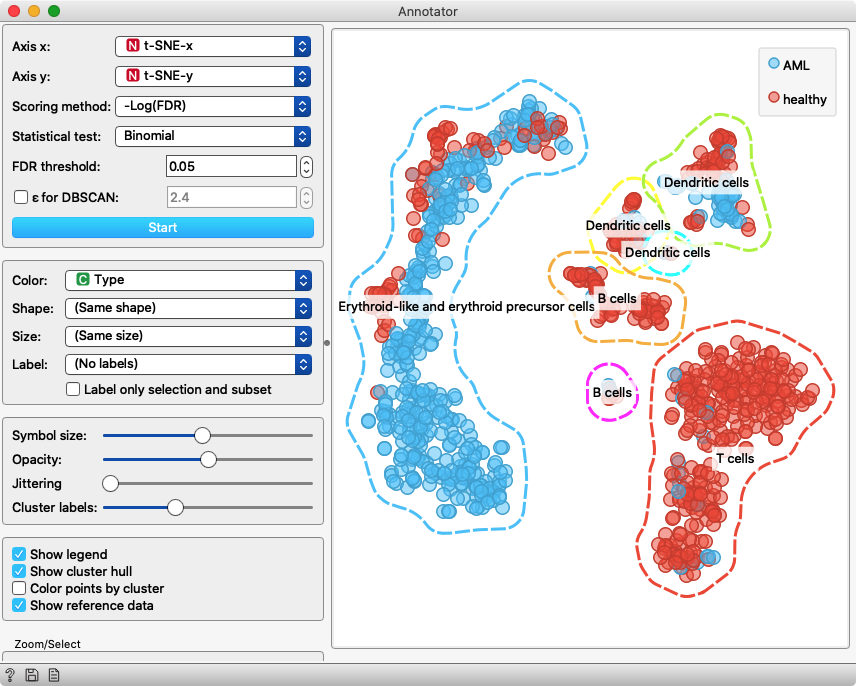 Annotator
Axis x: N t-SNE-x
Axis y: N t-SNE-y
Scoring method: -Log(FDR)
Statistical test: Binomial
FDR threshold: 0.05
ε for DBSCAN: 2.4
Start
Color: C Type
Shape: (Same shape)
Size: (Same size)
Label: (No labels)
Label only selection and subset
Symbol size:
Opacity:
Jittering
Cluster labels:
Show legend
Show cluster hull
Color points by cluster
Show reference data
Zoom/Select
?
AML
healthy
Dendritic cells
Dendritic cells
Dendritic cells
B cells
Erythroid-like and erythroid precursor cells
B cells
T cells